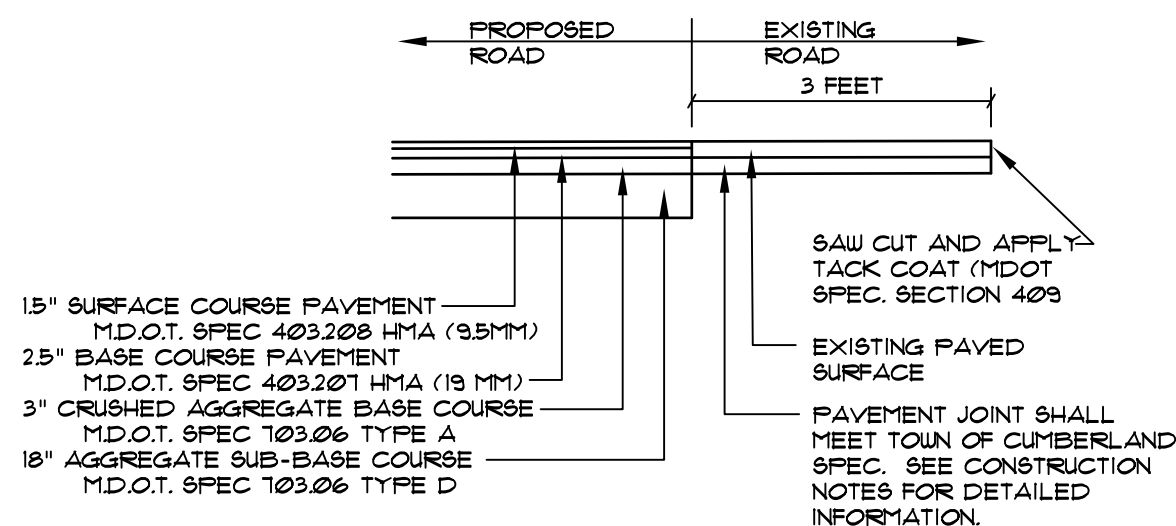 PROPOSED
ROAD
EXISTING
ROAD
3 FEET
1.5" SURFACE COURSE PAVEMENT
M.D.O.T. SPEC 403.208 HMA (9.5MM)
2.5" BASE COURSE PAVEMENT
M.D.O.T. SPEC 403.207 HMA (19 MM)
3" CRUSHED AGGREGATE BASE COURSE
M.D.O.T. SPEC 703.06 TYPE A
18" AGGREGATE SUB-BASE COURSE
M.D.O.T. SPEC 703.06 TYPE D
SAW CUT AND APPLY
TACK COAT (MDOT
SPEC. SECTION 409
EXISTING PAVED
SURFACE
PAVEMENT JOINT SHALL
MEET TOWN OF CUMBERLAND
SPEC. SEE CONSTRUCTION
NOTES FOR DETAILED
INFORMATION.